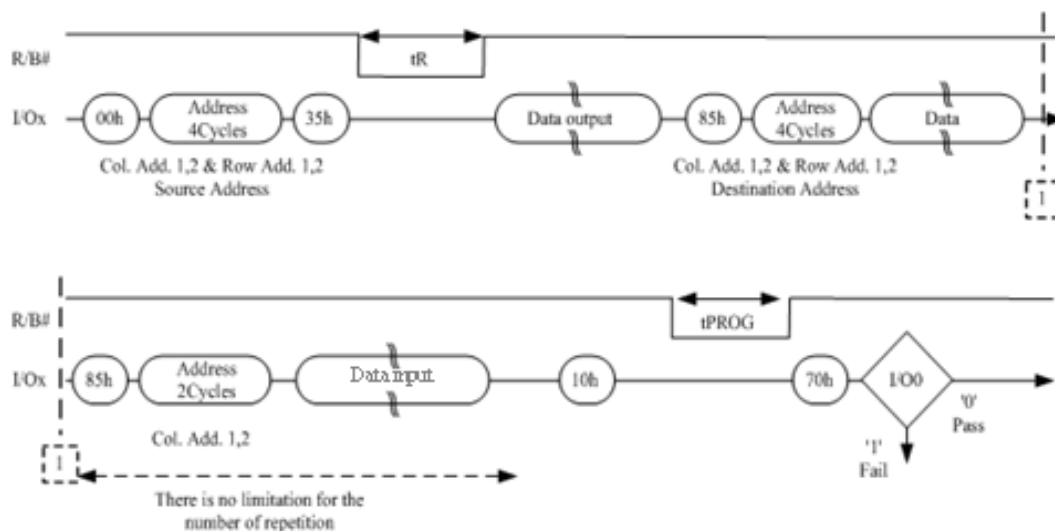 R/B#
tR
I/Ox
00h
Address
4Cycles
35h
Data output
85h
Address
4Cycles
Data
Col. Add. 1,2 & Row Add. 1,2
Source Address
Col. Add. 1,2 & Row Add. 1,2
Destination Address
1
R/B#
tPROG
I/Ox
85h
Address
2Cycles
Data input
10h
70h
I/O0
'0'
Pass
Col. Add. 1,2
'1'
Fail
1
There is no limitation for the
number of repetition